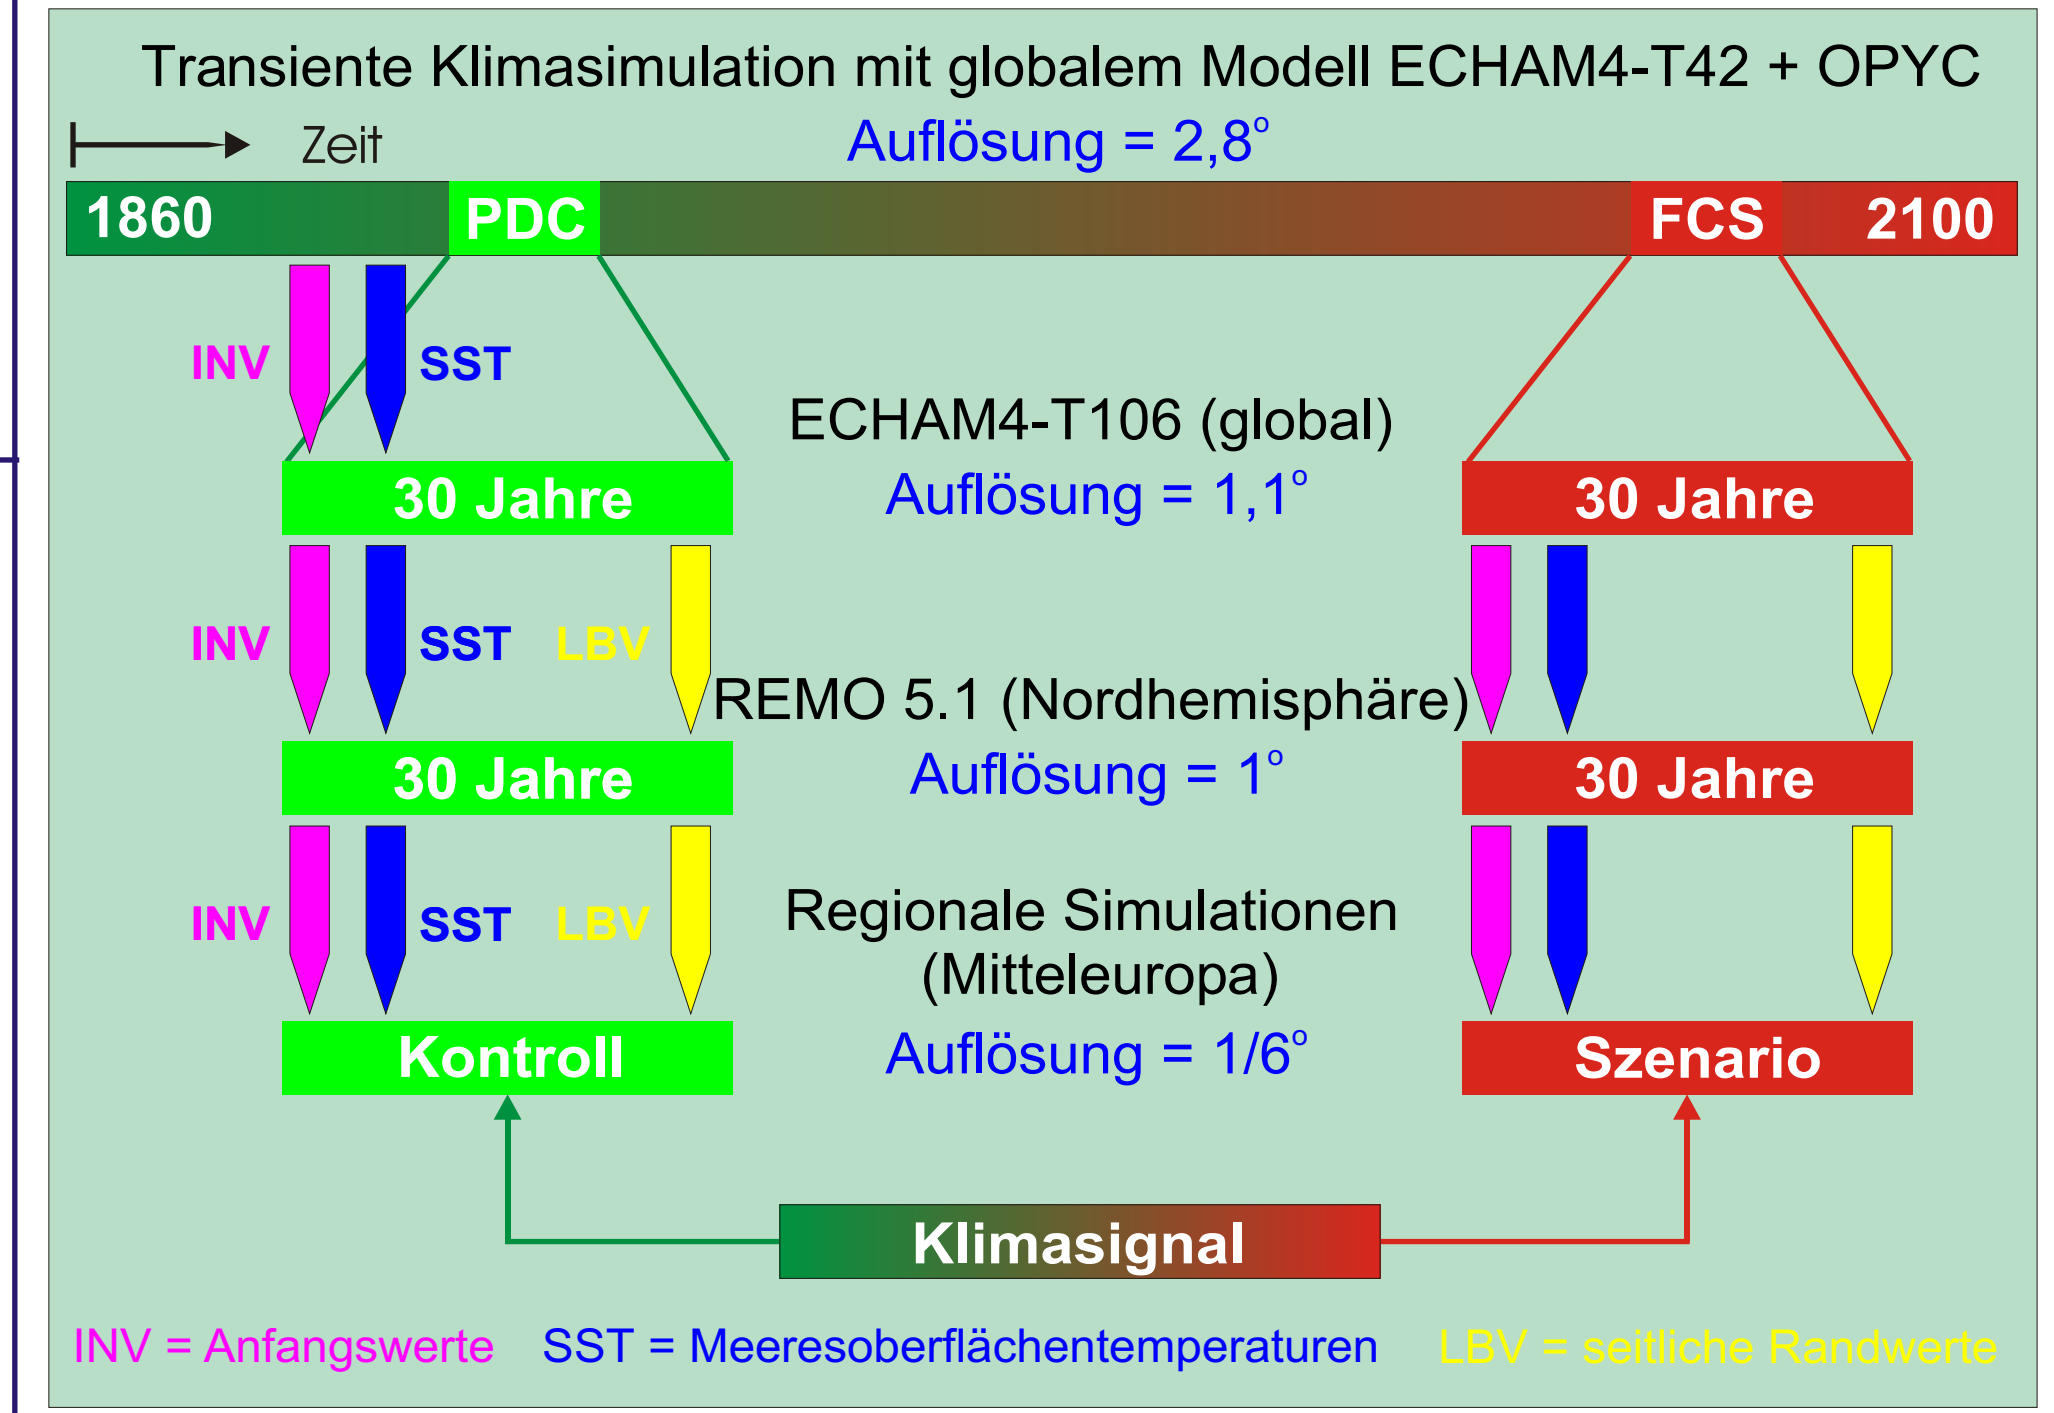 Transiente Klimasimulation mit globalem Modell ECHAM4-T42 + OPYC
Zeit
Auflösung = 2,8°
1860 PDC FCS 2100
INV SST
ECHAM4-T106 (global)
30 Jahre Auflösung = 1,1° 30 Jahre
INV SST LBV
REMO 5.1 (Nordhemisphäre)
30 Jahre Auflösung = 1° 30 Jahre
INV SST LBV
Regionale Simulationen
(Mitteleuropa)
Kontroll Auflösung = 1/6° Szenario
Klimasignal
INV = Anfangswerte SST = Meeresoberflächentemperaturen LBV = seitliche Randwerte